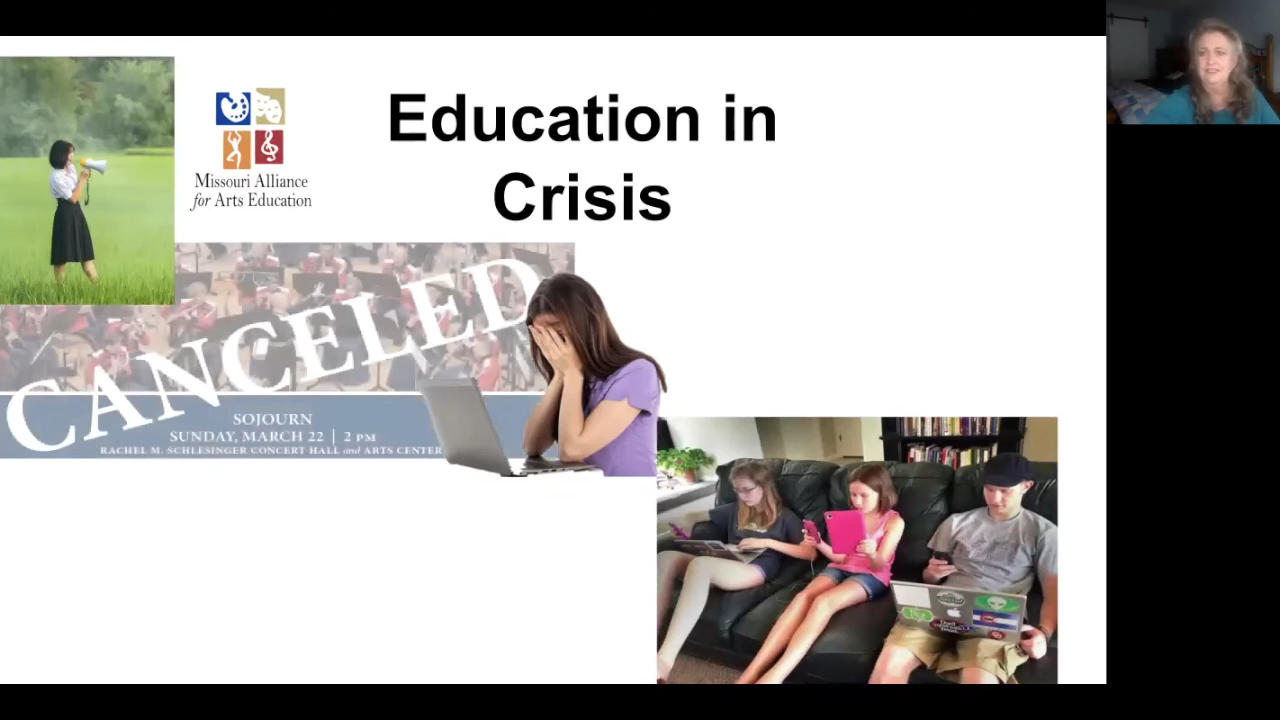 Education in
Crisis
Missouri Alliance
for Arts Education
CANCELED
SOJOURN
SUNDAY, MARCH 22 | 2 PM
RACHEL M. SCHLESINGER CONCERT HALL and ARTS CENTER